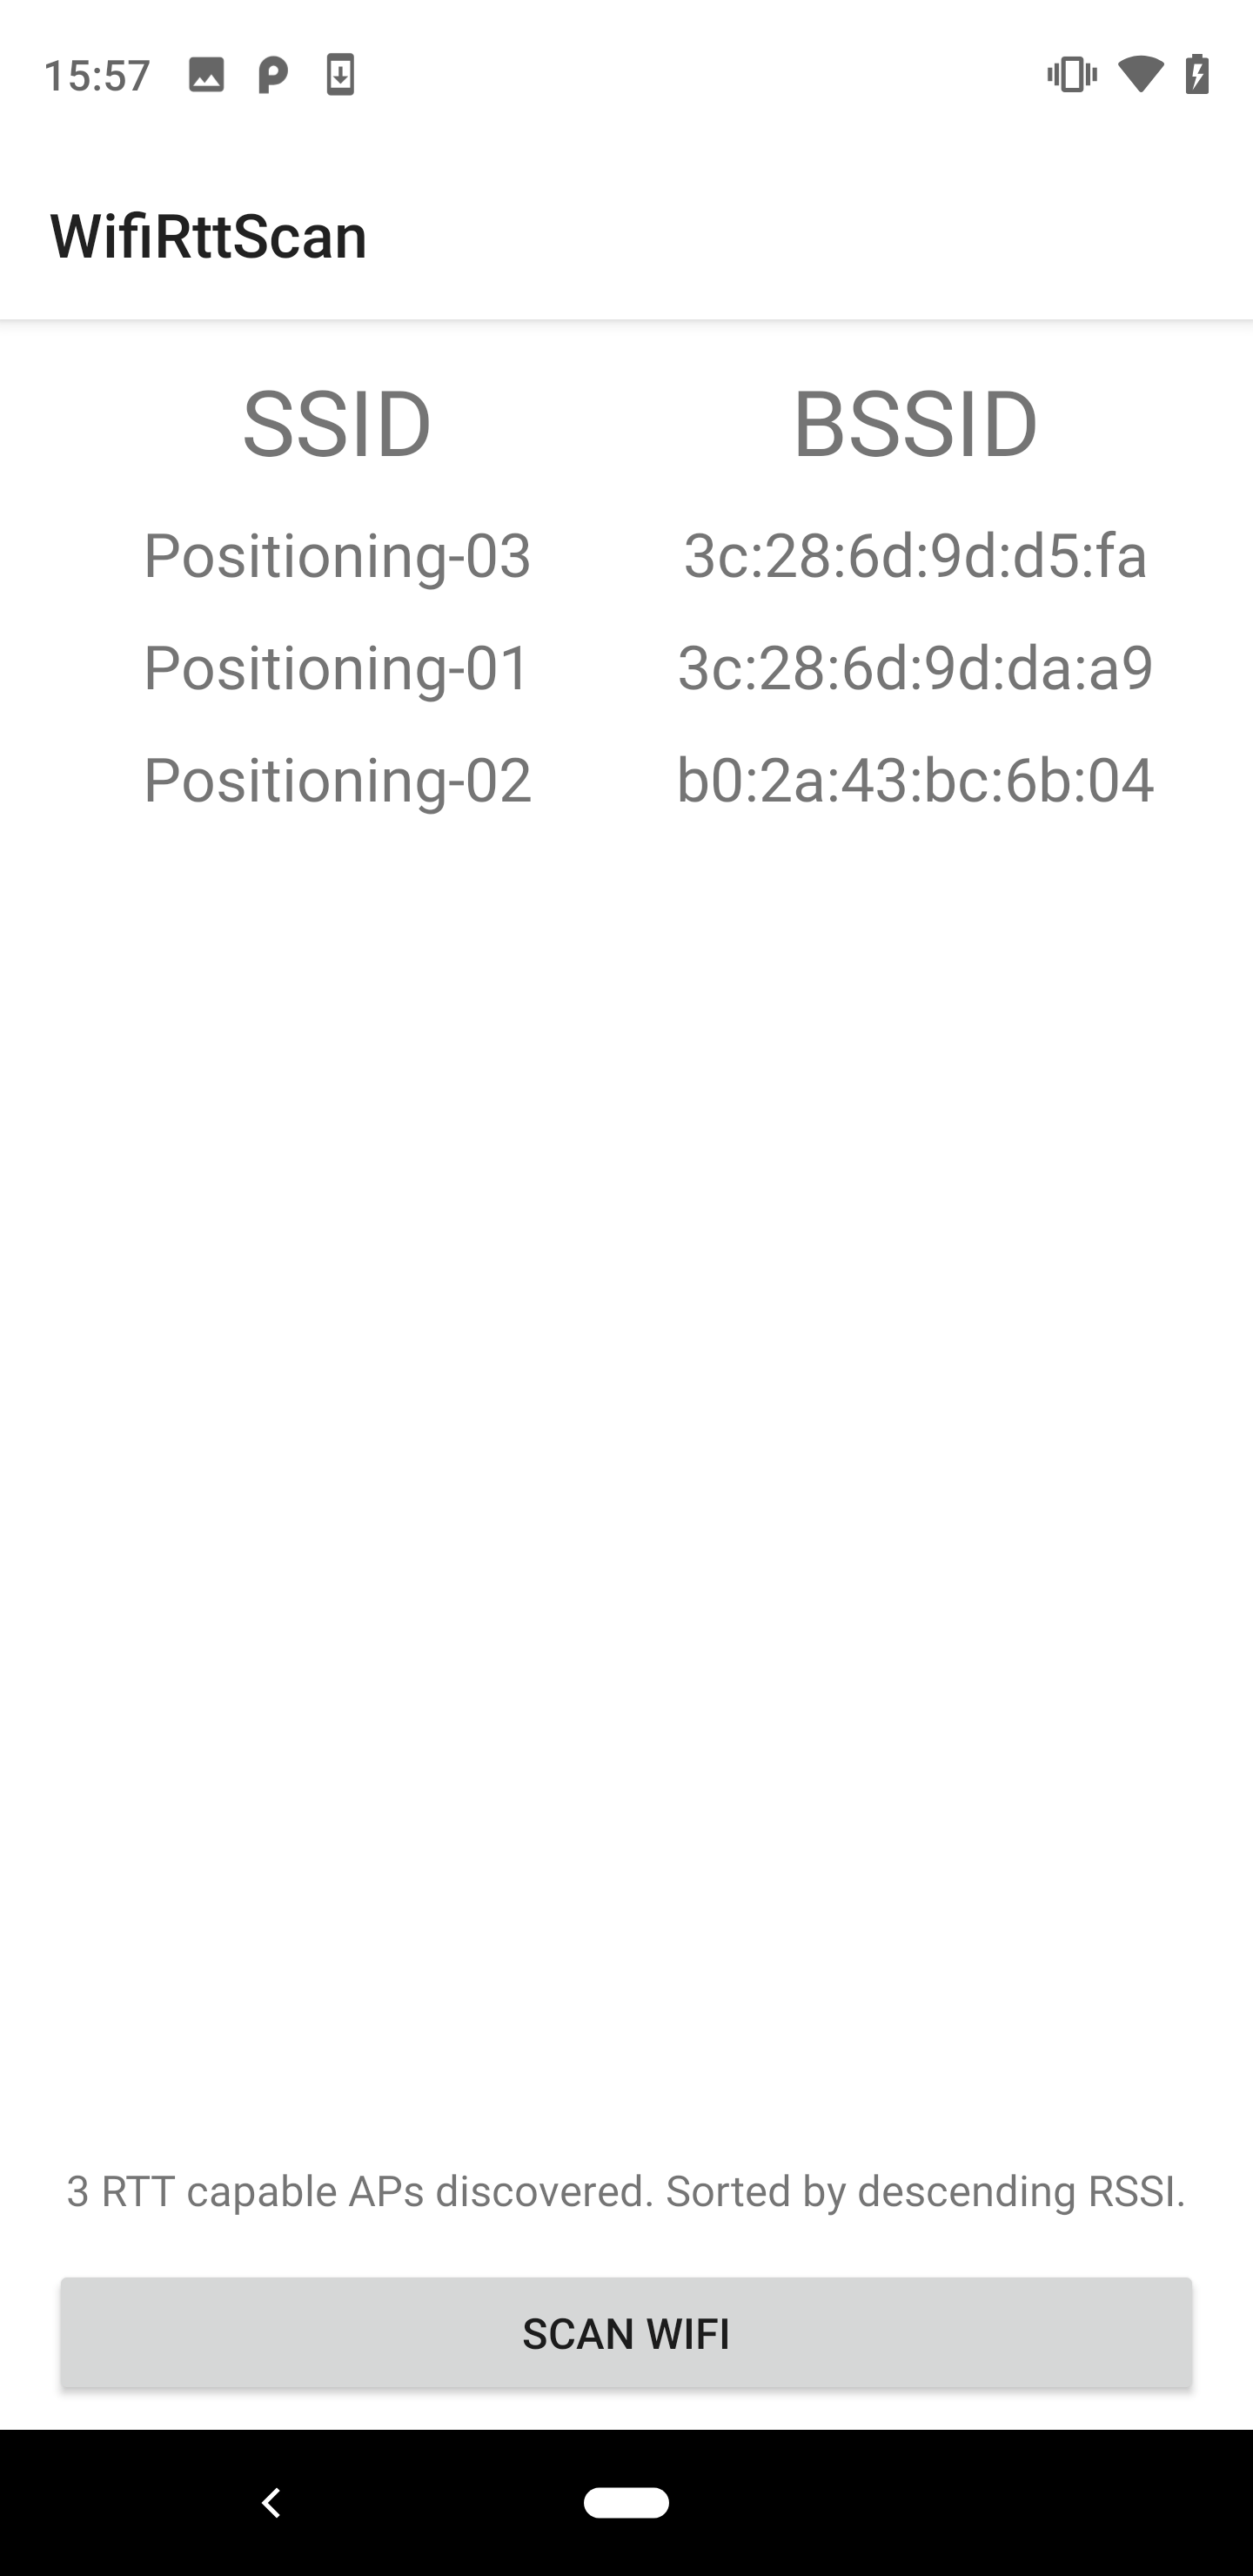 15:57
WifiRttScan
SSID BSSID
Positioning-03 3c:28:6d:9d:d5:fa
Positioning-01 3c:28:6d:9d:da:a9
Positioning-02 b0:2a:43:bc:6b:04
3 RTT capable APs discovered. Sorted by descending RSSI.
SCAN WIFI